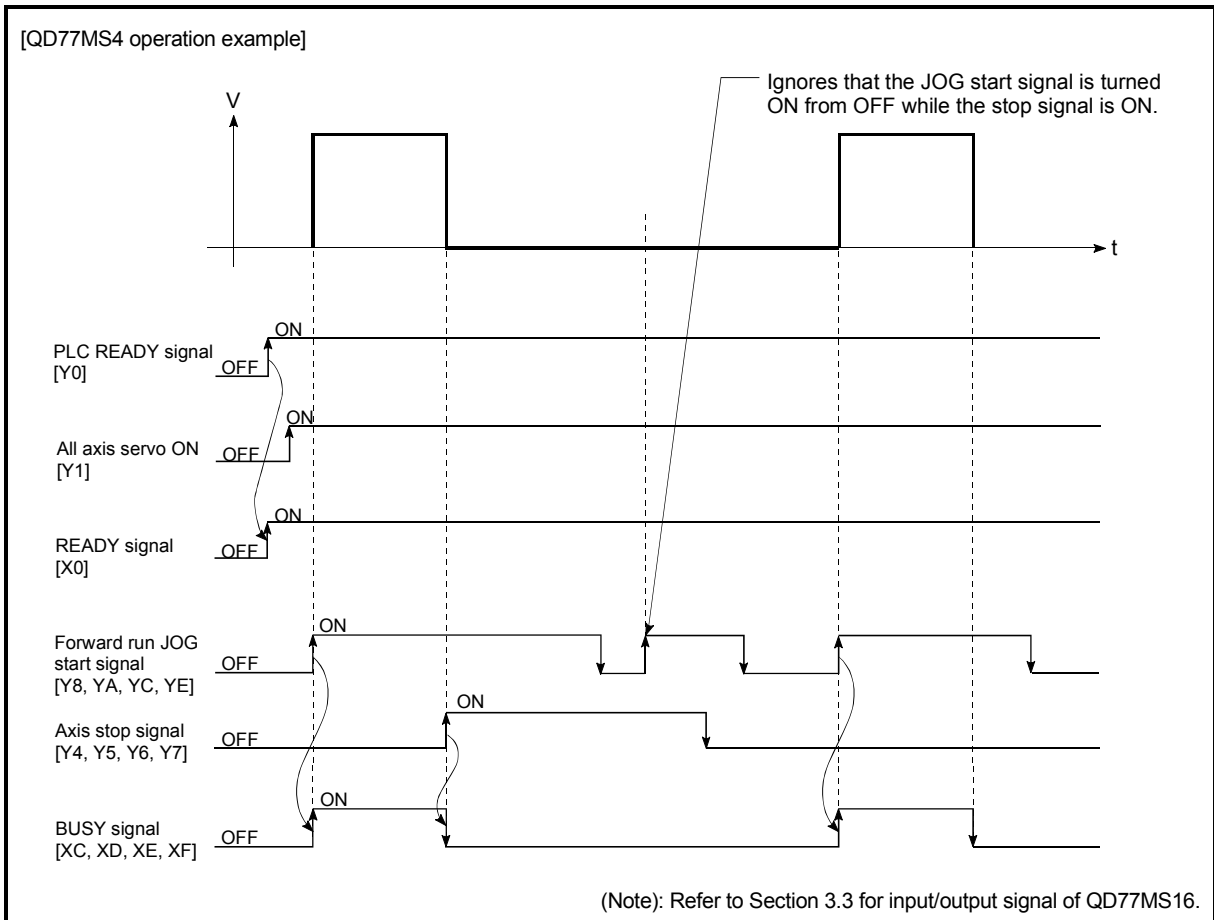 [QD77MS4 operation example]
Ignores that the JOG start signal is turned
ON from OFF while the stop signal is ON.
V
t
ON
PLC READY signal
[Y0]
OFF
ON
All axis servo ON
[Y1]
OFF
ON
READY signal
[X0]
OFF
ON
Forward run JOG
start signal
[Y8, YA, YC, YE]
OFF
ON
Axis stop signal
[Y4, Y5, Y6, Y7]
OFF
ON
BUSY signal
[XC, XD, XE, XF]
OFF
(Note): Refer to Section 3.3 for input/output signal of QD77MS16.